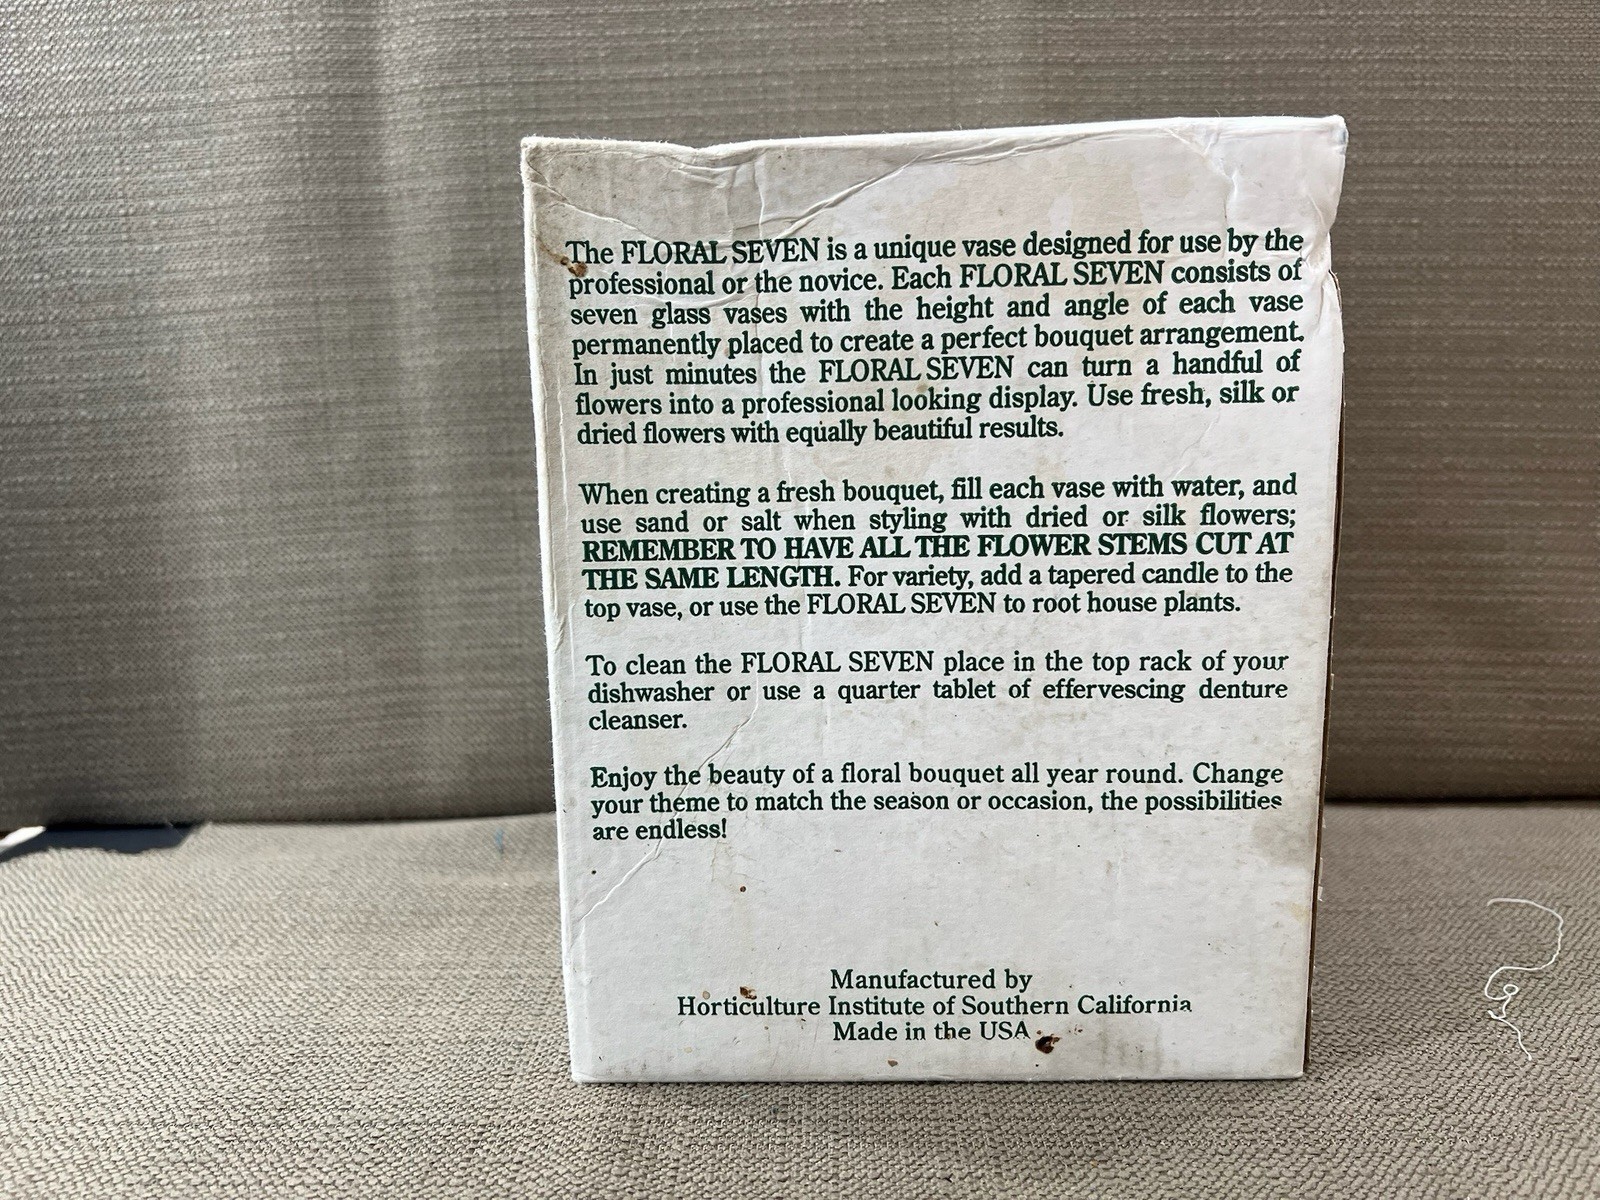 The FLORAL SEVEN is a unique vase designed for use by the
professional or the novice. Each FLORAL SEVEN consists of
seven glass vases with the height and angle of each vase
permanently placed to create a perfect bouquet arrangement.
In just minutes the FLORAL SEVEN can turn a handful of
flowers into a professional looking display. Use fresh, silk or
dried flowers with equally beautiful results.
When creating a fresh bouquet, fill each vase with water, and
use sand or salt when styling with dried or silk flowers;
REMEMBER TO HAVE ALL THE FLOWER STEMS CUT AT
THE SAME LENGTH. For variety, add a tapered candle to the
top vase, or use the FLORAL SEVEN to root house plants.
To clean the FLORAL SEVEN place in the top rack of your
dishwasher or use a quarter tablet of effervescing denture
cleanser.
Enjoy the beauty of a floral bouquet all year round. Change
your theme to match the season or occasion, the possibilities
are endless!
Manufactured by
Horticulture Institute of Southern California
Made in the USA